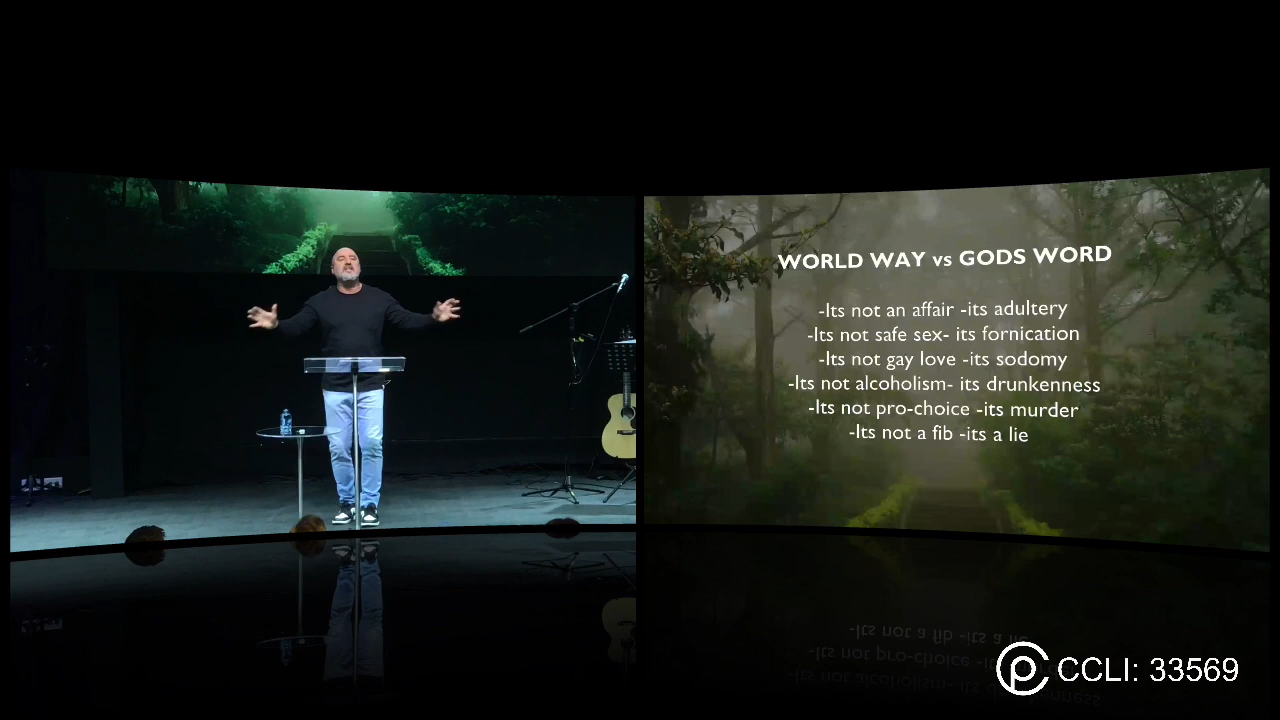 WORLD WAY vs GODS WORD
-Its not an affair -its adultery
-Its not safe sex- its fornication
-Its not gay love -its sodomy
-Its not alcoholism- its drunkenness
-Its not pro-choice -its murder
-Its not a fib -its a lie
CCLI: 33569